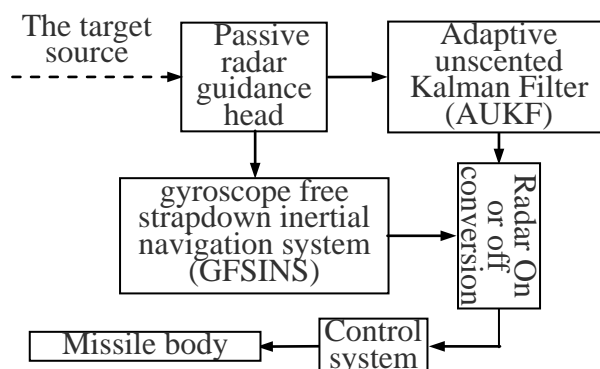 The target
source
Passive
radar
guidance
head
Adaptive
unscented
Kalman Filter
(AUKF)
gyroscope free
strapdown inertial
navigation system
(GFSINS)
Radar On
or off
conversion
Control
system
Missile body